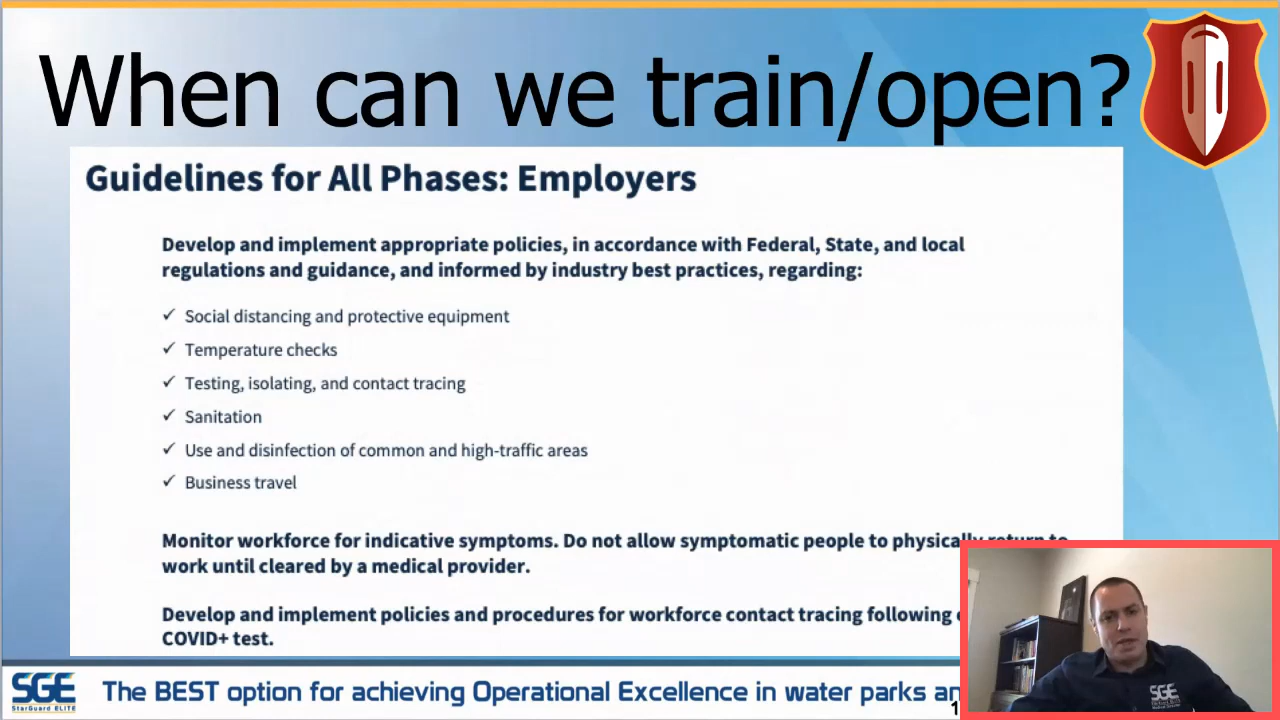 When can we train/open?
Guidelines for All Phases: Employers
Develop and implement appropriate policies, in accordance with Federal, State, and local
regulations and guidance, and informed by industry best practices, regarding:
✓ Social distancing and protective equipment
✓ Temperature checks
✓ Testing, isolating, and contact tracing
✓ Sanitation
✓ Use and disinfection of common and high-traffic areas
✓ Business travel
Monitor workforce for indicative symptoms. Do not allow symptomatic people to physically return to
work until cleared by a medical provider.
Develop and implement policies and procedures for workforce contact tracing following
COVID+ test.
SGE
StarGuard ELITE
The BEST option for achieving Operational Excellence in water parks
1
SGE